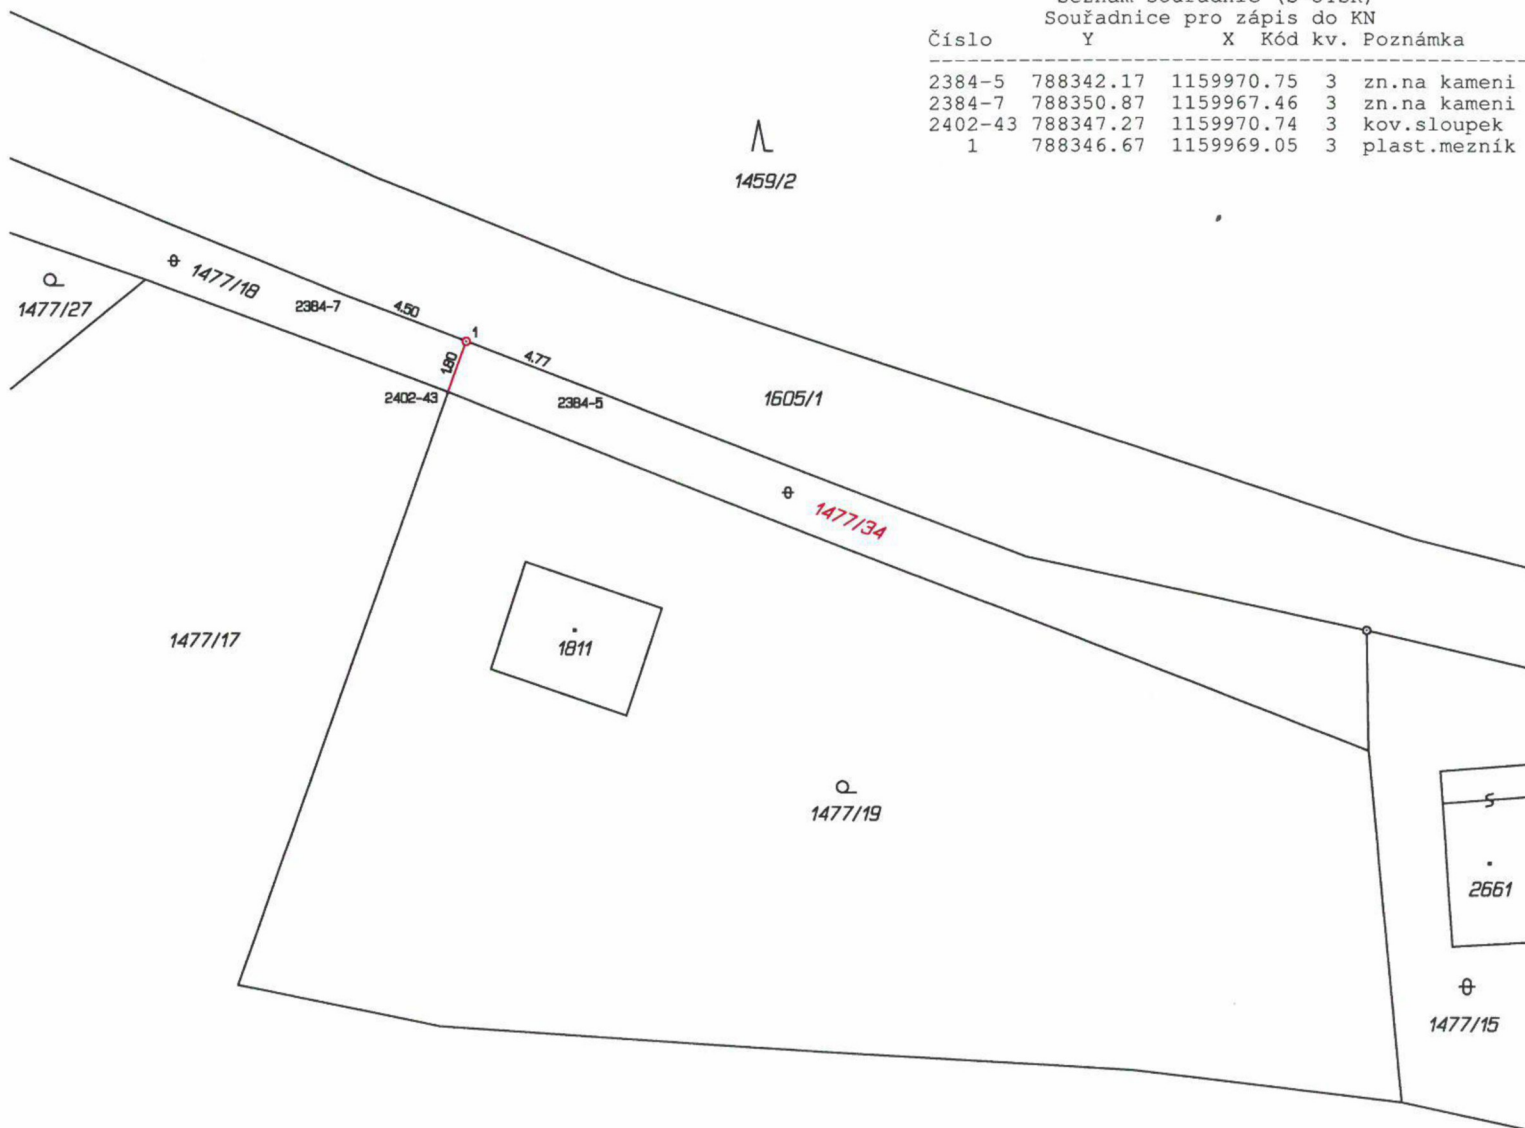 Seznam souřadnic (S-JTSK)
Souřadnice pro zápis do KN
Číslo Y X Kód kv. Poznámka
2384-5 788342.17 1159970.75 3 zn.na kameni
2384-7 788350.87 1159967.46 3 zn.na kameni
2402-43 788347.27 1159970.74 3 kov.sloupek
1 788346.67 1159969.05 3 plast.mezník
1459/2
1477/18
1477/27
2384-7
4.50
1
4.77
1.80
2402-43
2384-5
1605/1
1477/34
1477/17
1811
1477/19
2661
1477/15